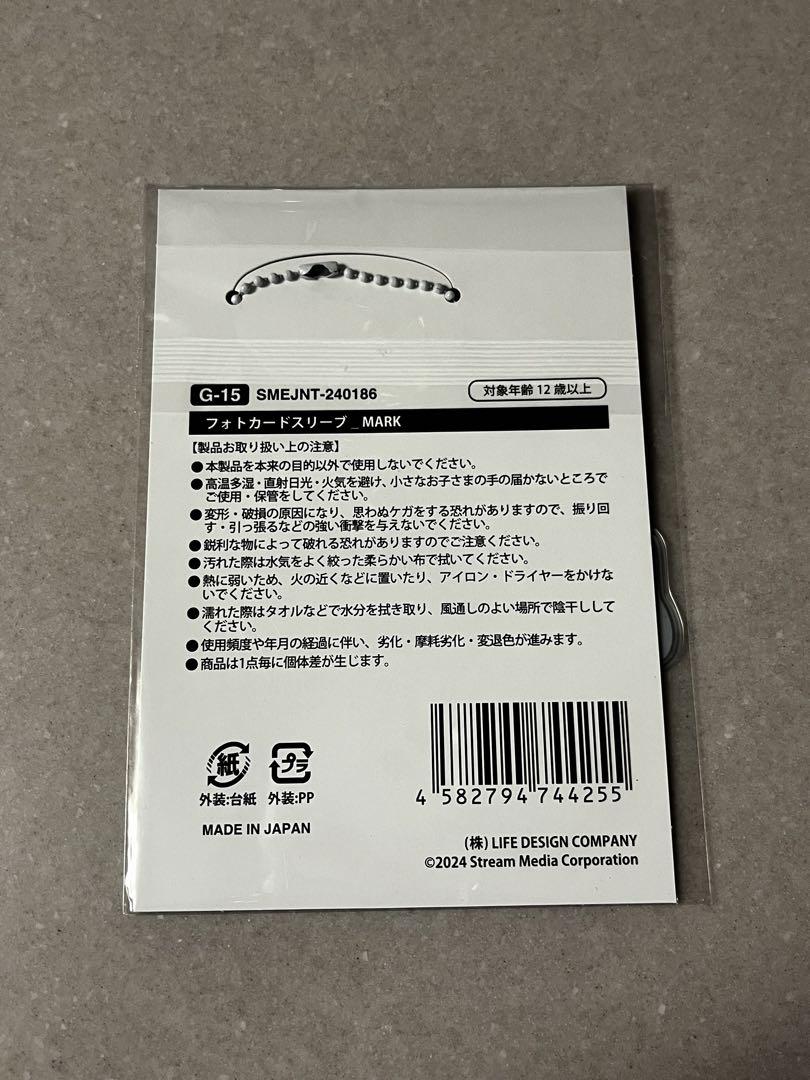 G-15 SMEJNT-240186 対象年齢12歳以上
フォトカードスリーブ_MARK
【製品お取り扱い上の注意】
●本製品を本来の目的以外で使用しないでください。
●高温多湿・直射日光・火気を避け、小さなお子さまの手の届かないところで
ご使用・保管をしてください。
●変形・破損の原因になり、思わぬケガをする恐れがありますので、振り回
す・引っ張るなどの強い衝撃を与えないでください。
●鋭利な物によって破れる恐れがありますのでご注意ください。
●汚れた際は水気をよく絞った柔らかい布で拭いてください。
●熱に弱いため、火の近くなどに置いたり、アイロン・ドライヤーをかけな
いでください。
●濡れた際はタオルなどで水分を拭き取り、風通しのよい場所で陰干しして
ください。
●使用頻度や年月の経過に伴い、劣化・摩耗劣化・変退色が進みます。
●商品は1点毎に個体差が生じます。
紙 プラ
外装:台紙 外装:PP
4 582794 744255
MADE IN JAPAN
(株) LIFE DESIGN COMPANY
©2024 Stream Media Corporation